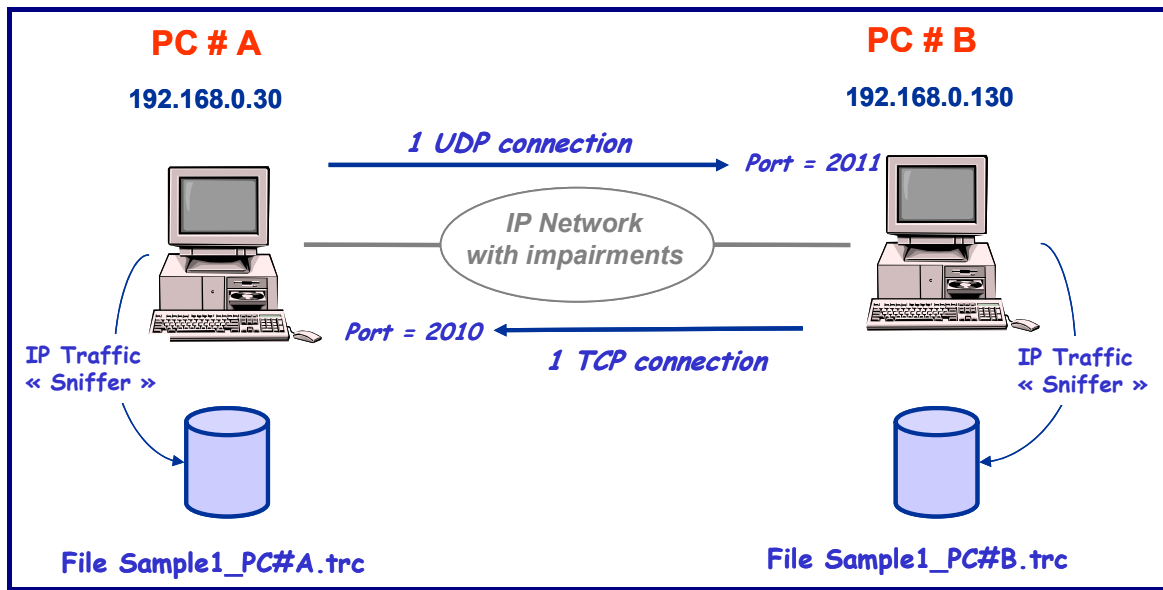 PC # A
PC # B
192.168.0.30
192.168.0.130
1 UDP connection
Port = 2011
IP Network
with impairments
Port = 2010
1 TCP connection
IP Traffic
« Sniffer »
IP Traffic
« Sniffer »
File Sample1_PC#A.trc
File Sample1_PC#B.trc